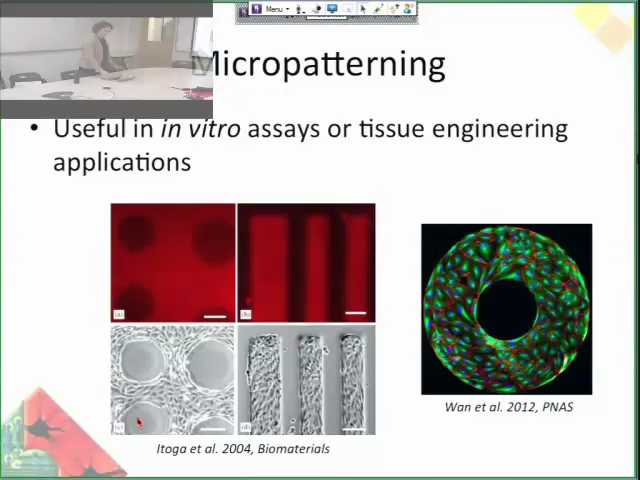 Menu
Micropatterning
• Useful in in vitro assays or tissue engineering
applications
(a)
(b)
(c)
(d)
Wan et al. 2012, PNAS
Itoga et al. 2004, Biomaterials